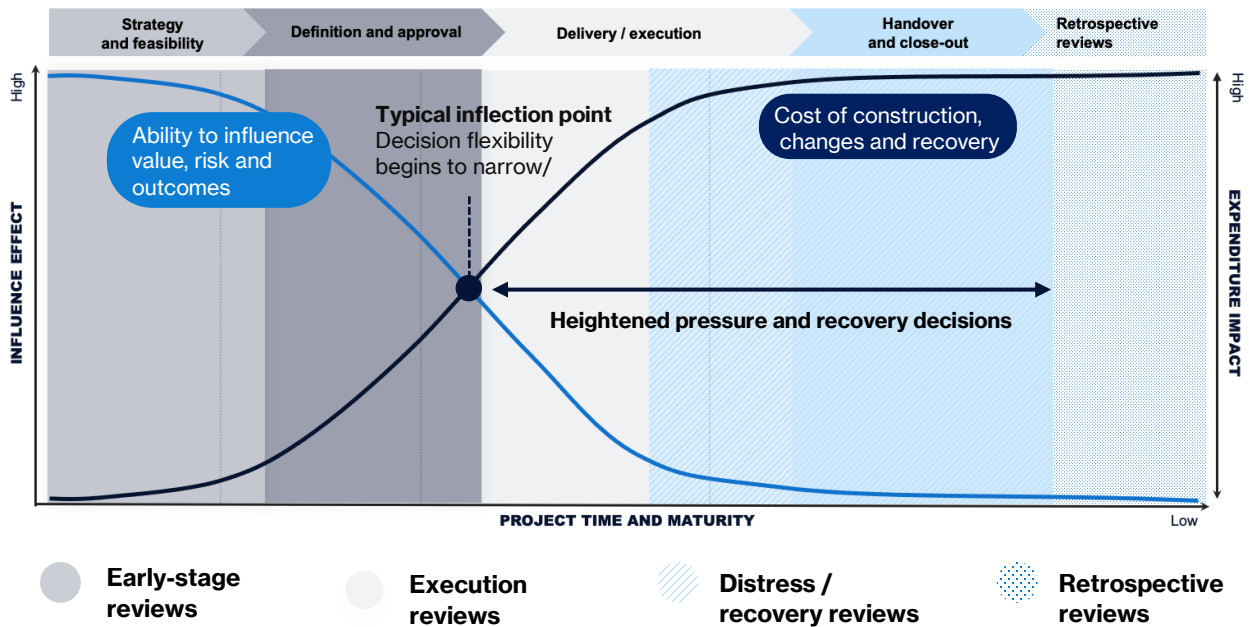 Strategy
and feasibility
Definition and approval
Delivery / execution
Handover
and close-out
Retrospective
reviews
High
High
Ability to influence
value, risk and
outcomes
Typical inflection point
Decision flexibility
begins to narrow/
Cost of construction,
changes and recovery
INFLUENCE EFFECT
EXPENDITURE IMPACT
Heightened pressure and recovery decisions
PROJECT TIME AND MATURITY
Low
Early-stage
reviews
Execution
reviews
Distress /
recovery reviews
Retrospective
reviews